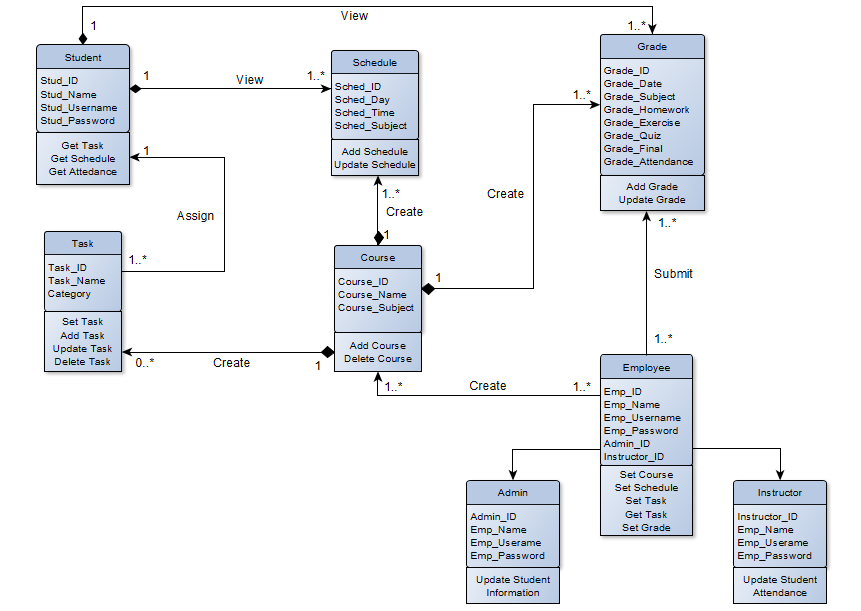 View
1
1..*
Student
Stud_ID
Stud_Name
Stud_Username
Stud_Password
Get Task
Get Schedule
Get Attedance
1
View
1..*
Schedule
Sched_ID
Sched_Day
Sched_Time
Sched_Subject
Add Schedule
Update Schedule
Grade
Grade_ID
Grade_Date
Grade_Subject
Grade_Homework
Grade_Exercise
Grade_Quiz
Grade_Final
Grade_Attendance
Add Grade
Update Grade
1..*
1
Assign
1..*
1..*
Create
1
Create
1
1..*
Submit
1..*
Task
Task_ID
Task_Name
Category
Set Task
Add Task
Update Task
Delete Task
Course
Course_ID
Course_Name
Course_Subject
Add Course
Delete Course
0..*
Create
1
1..*
Create
1..*
Employee
Emp_ID
Emp_Name
Emp_Username
Emp_Password
Admin_ID
Instructor_ID
Set Course
Set Schedule
Set Task
Get Task
Set Grade
Admin
Admin_ID
Emp_Name
Emp_Userame
Emp_Password
Update Student
Information
Instructor
Instructor_ID
Emp_Name
Emp_Userame
Emp_Password
Update Student
Attendance